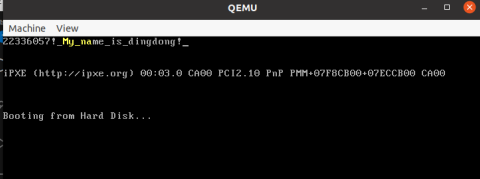 QEMU
Machine View
22336057!_My_name_is_dingdong!_
iPXE (http://ipxe.org) 00:03.0 CA00 PCI2.10 PnP PMM+07F8CB00+07ECCB00 CA00
Booting from Hard Disk...